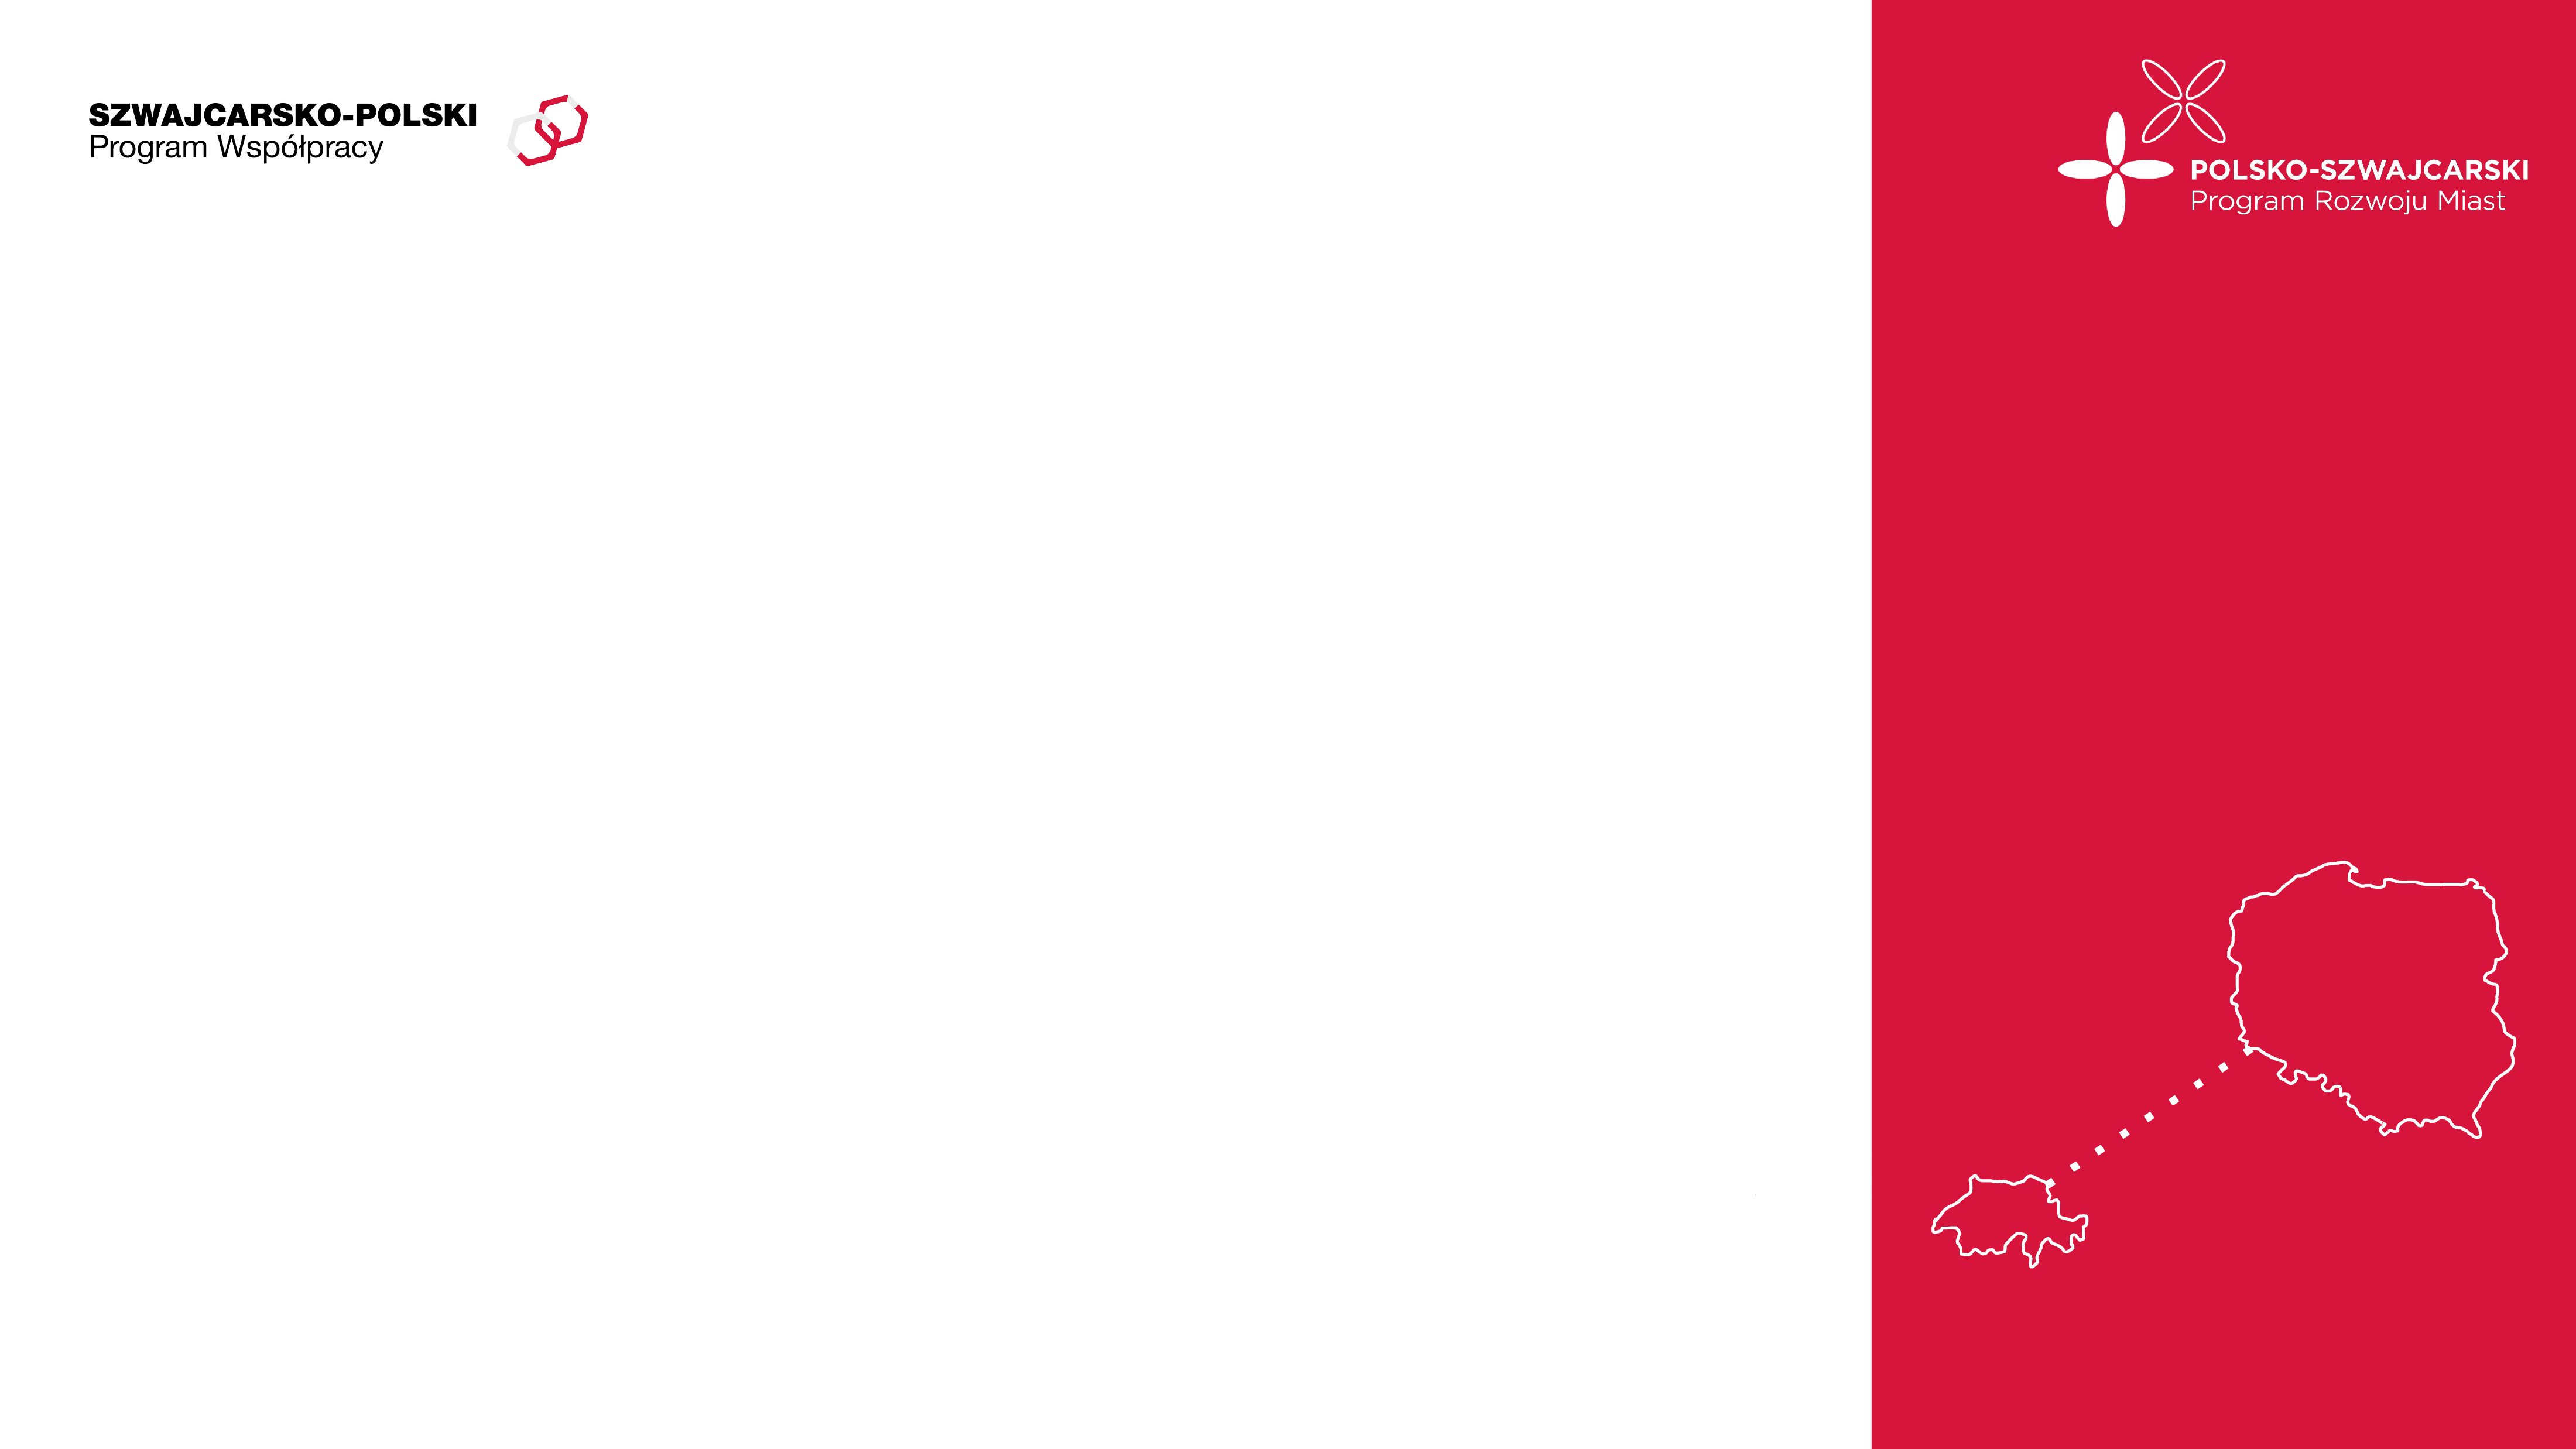 SZWAJCARSKO-POLSKI
Program Współpracy
POLSKO-SZWAJCARSKI
Program Rozwoju Miast